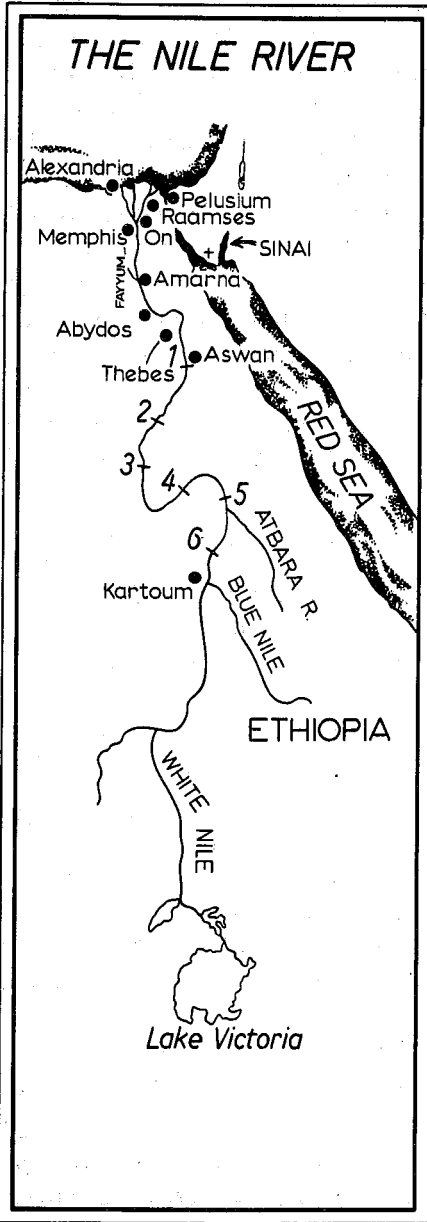 THE NILE RIVER
Alexandria
Pelusium
Raamses
Memphis
On
SINAI
FAYYUM
Amarna
Abydos
1
Aswan
Thebes
2
RED SEA
3
4
5
ATBARA R.
6
Kartoum
BLUE NILE
ETHIOPIA
WHITE NILE
Lake Victoria